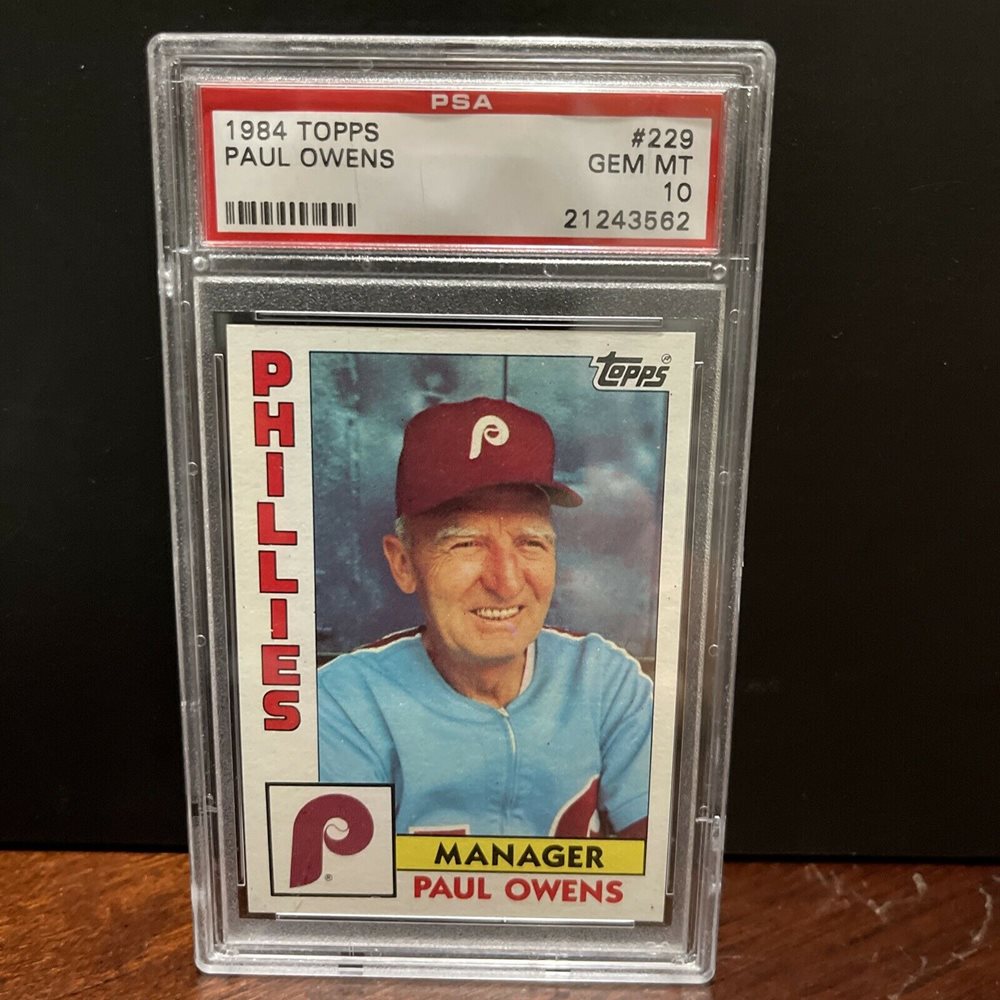 PSA
1984 TOPPS #229
PAUL OWENS GEM MT
10
21243562
PHILLIES
TOPPS ®
P
P ®
MANAGER
PAUL OWENS